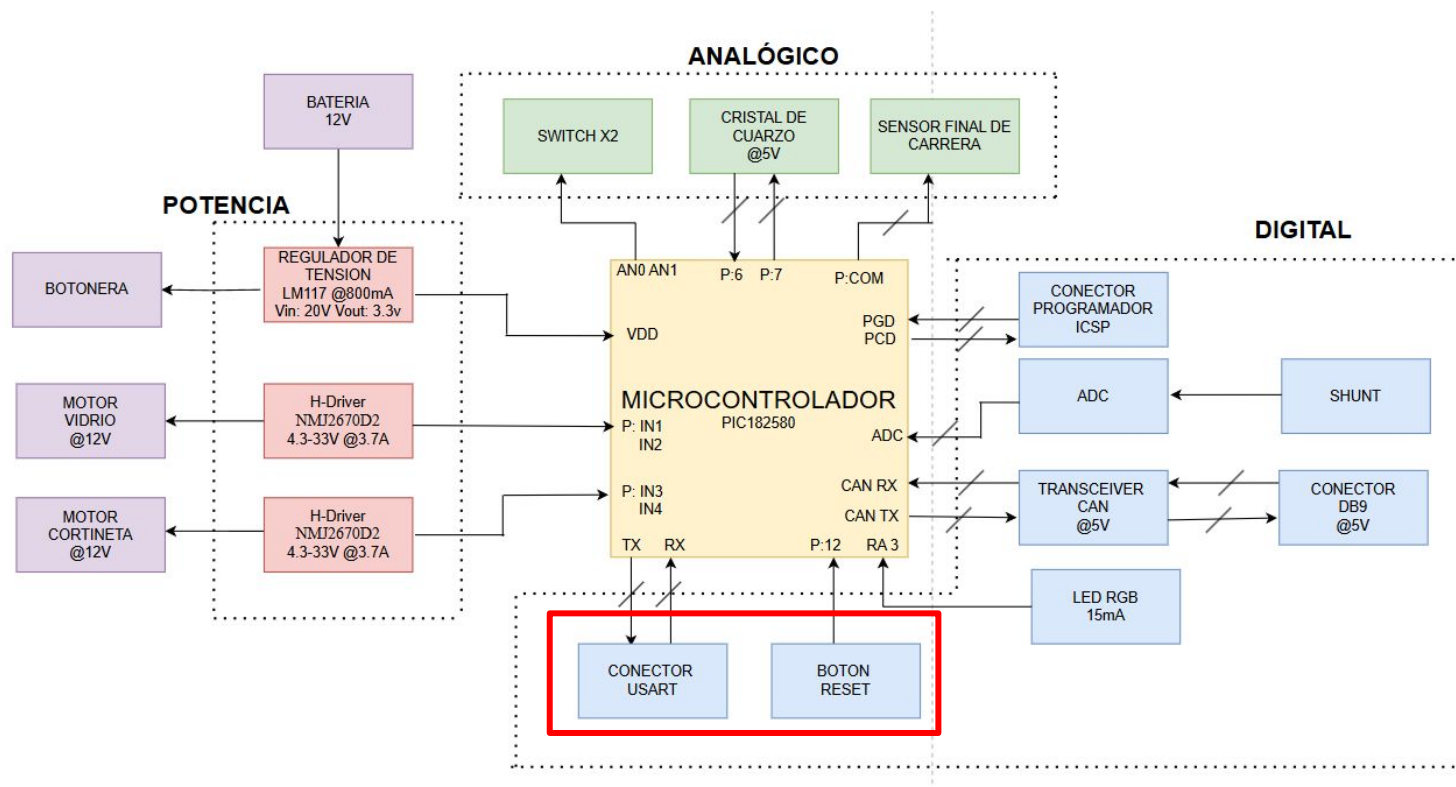 ANALÓGICO
BATERIA
12V
SWITCH X2
CRISTAL DE
CUARZO
@5V
SENSOR FINAL DE
CARRERA
POTENCIA
DIGITAL
BOTONERA
REGULADOR DE
TENSION
LM117 @800mA
Vin: 20V Vout: 3.3v
AN0 AN1
P:6
P:7
P:COM
VDD
PGD
PCD
CONECTOR
PROGRAMADOR
ICSP
MOTOR
VIDRIO
@12V
H-Driver
NMJ2670D2
4.3-33V @3.7A
MICROCONTROLADOR
PIC182580
P: IN1
IN2
ADC
ADC
SHUNT
MOTOR
CORTINETA
@12V
H-Driver
NMJ2670D2
4.3-33V @3.7A
P: IN3
IN4
CAN RX
CAN TX
TRANSCEIVER
CAN
@5V
CONECTOR
DB9
@5V
TX
RX
P:12
RA 3
LED RGB
15mA
CONECTOR
USART
BOTON
RESET